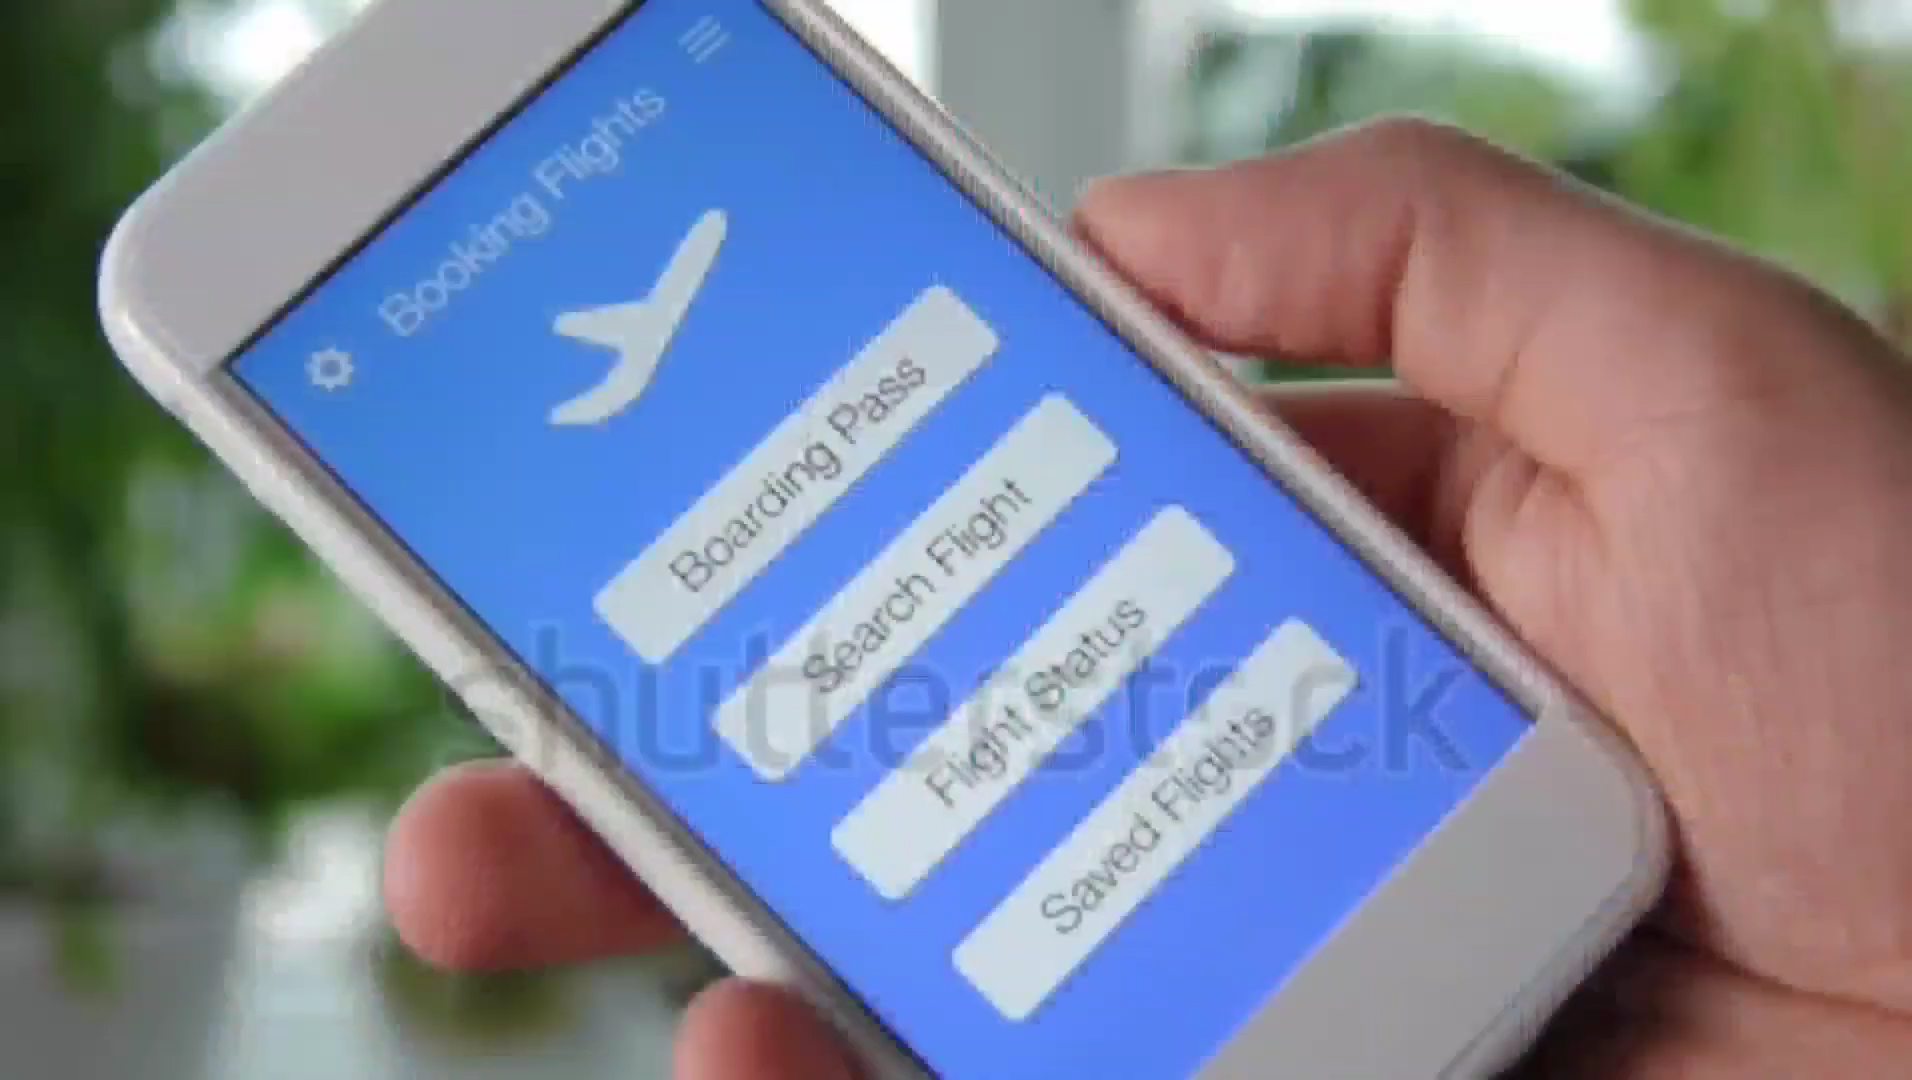 Booking Flights
Boarding Pass
Search Flight
Flight Status
Saved Flights
shutterstock